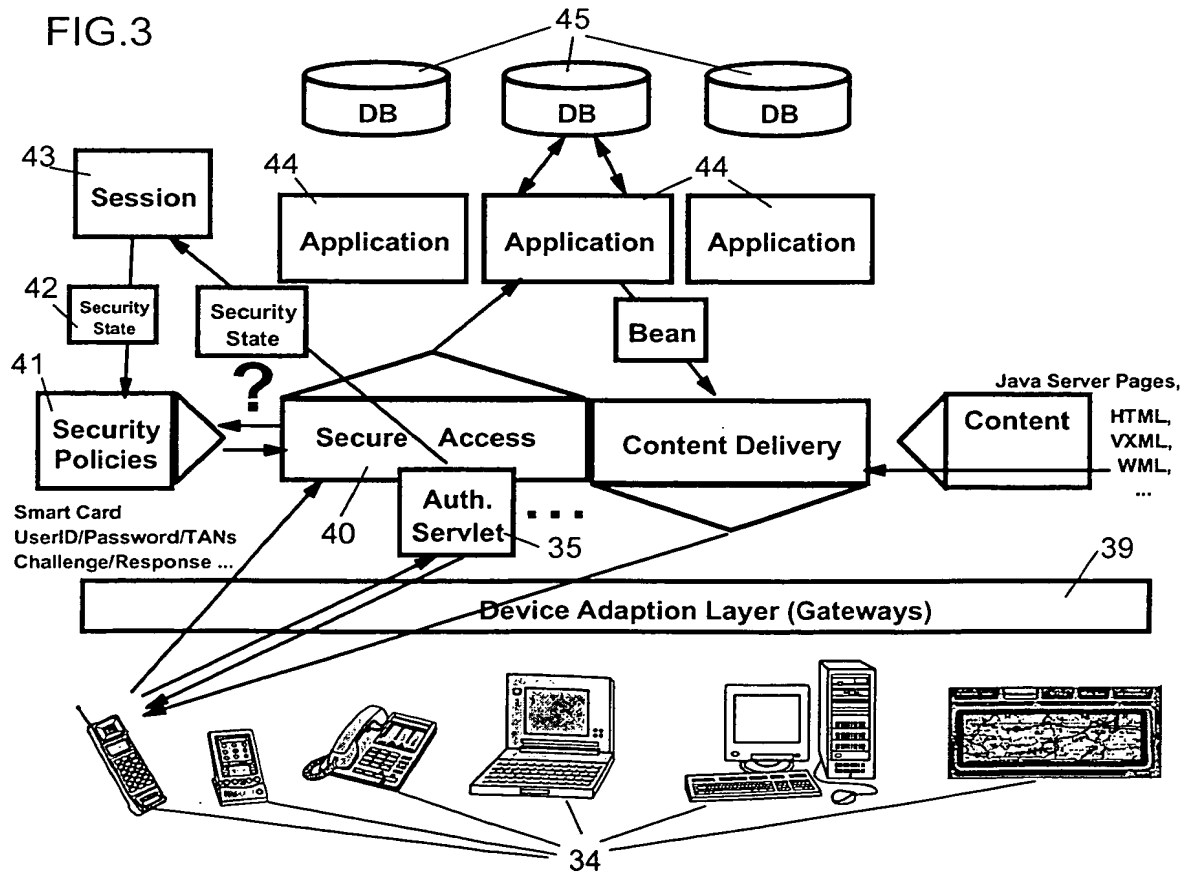 FIG.3
45
DB
DB
DB
43
Session
44
Application
44
Application
Application
42
Security
State
Security
State
Bean
41
?
Security
Policies
Secure Access
Content Delivery
Java Server Pages,
Content
HTML,
VXML,
WML,
...
Smart Card
UserID/Password/TANs
Challenge/Response ...
40
Auth.
Servlet
...
35
39
Device Adaption Layer (Gateways)
34